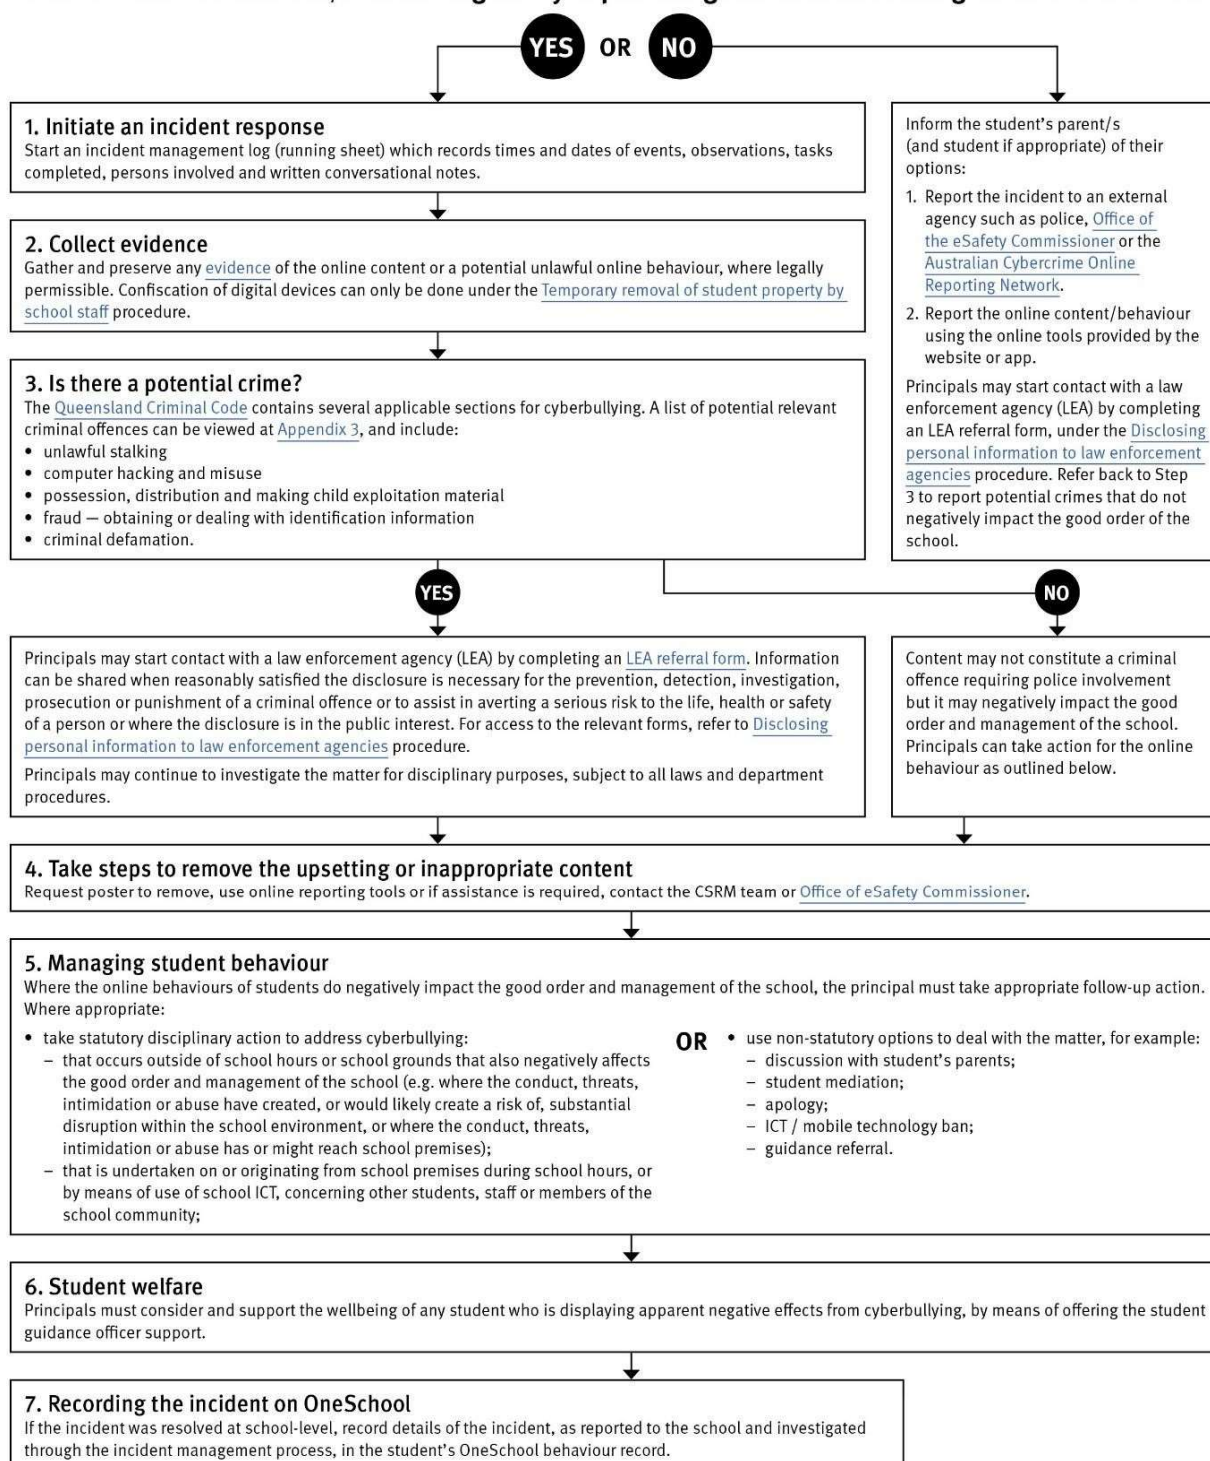 YES OR NO
1. Initiate an incident response
Start an incident management log (running sheet) which records times and dates of events, observations, tasks
completed, persons involved and written conversational notes.
2. Collect evidence
Gather and preserve any evidence of the online content or a potential unlawful online behaviour, where legally
permissible. Confiscation of digital devices can only be done under the Temporary removal of student property by
school staff procedure.
3. Is there a potential crime?
The Queensland Criminal Code contains several applicable sections for cyberbullying. A list of potential relevant
criminal offences can be viewed at Appendix 3, and include:
• unlawful stalking
• computer hacking and misuse
• possession, distribution and making child exploitation material
• fraud — obtaining or dealing with identification information
• criminal defamation.
Inform the student's parent/s
(and student if appropriate) of their
options:
1. Report the incident to an external
agency such as police, Office of
the eSafety Commissioner or the
Australian Cybercrime Online
Reporting Network.
2. Report the online content/behaviour
using the online tools provided by the
website or app.
Principals may start contact with a law
enforcement agency (LEA) by completing
an LEA referral form, under the Disclosing
personal information to law enforcement
agencies procedure. Refer back to Step
3 to report potential crimes that do not
negatively impact the good order of the
school.
YES
NO
Principals may start contact with a law enforcement agency (LEA) by completing an LEA referral form. Information
can be shared when reasonably satisfied the disclosure is necessary for the prevention, detection, investigation,
prosecution or punishment of a criminal offence or to assist in averting a serious risk to the life, health or safety
of a person or where the disclosure is in the public interest. For access to the relevant forms, refer to Disclosing
personal information to law enforcement agencies procedure.
Principals may continue to investigate the matter for disciplinary purposes, subject to all laws and department
procedures.
Content may not constitute a criminal
offence requiring police involvement
but it may negatively impact the good
order and management of the school.
Principals can take action for the online
behaviour as outlined below.
4. Take steps to remove the upsetting or inappropriate content
Request poster to remove, use online reporting tools or if assistance is required, contact the CSRM team or Office of eSafety Commissioner.
5. Managing student behaviour
Where the online behaviours of students do negatively impact the good order and management of the school, the principal must take appropriate follow-up action.
Where appropriate:
• take statutory disciplinary action to address cyberbullying:
– that occurs outside of school hours or school grounds that also negatively affects
the good order and management of the school (e.g. where the conduct, threats,
intimidation or abuse have created, or would likely create a risk of, substantial
disruption within the school environment, or where the conduct, threats,
intimidation or abuse has or might reach school premises);
– that is undertaken on or originating from school premises during school hours, or
by means of use of school ICT, concerning other students, staff or members of the
school community;
OR
• use non-statutory options to deal with the matter, for example:
– discussion with student's parents;
– student mediation;
– apology;
– ICT / mobile technology ban;
– guidance referral.
6. Student welfare
Principals must consider and support the wellbeing of any student who is displaying apparent negative effects from cyberbullying, by means of offering the student
guidance officer support.
7. Recording the incident on OneSchool
If the incident was resolved at school-level, record details of the incident, as reported to the school and investigated
through the incident management process, in the student's OneSchool behaviour record.